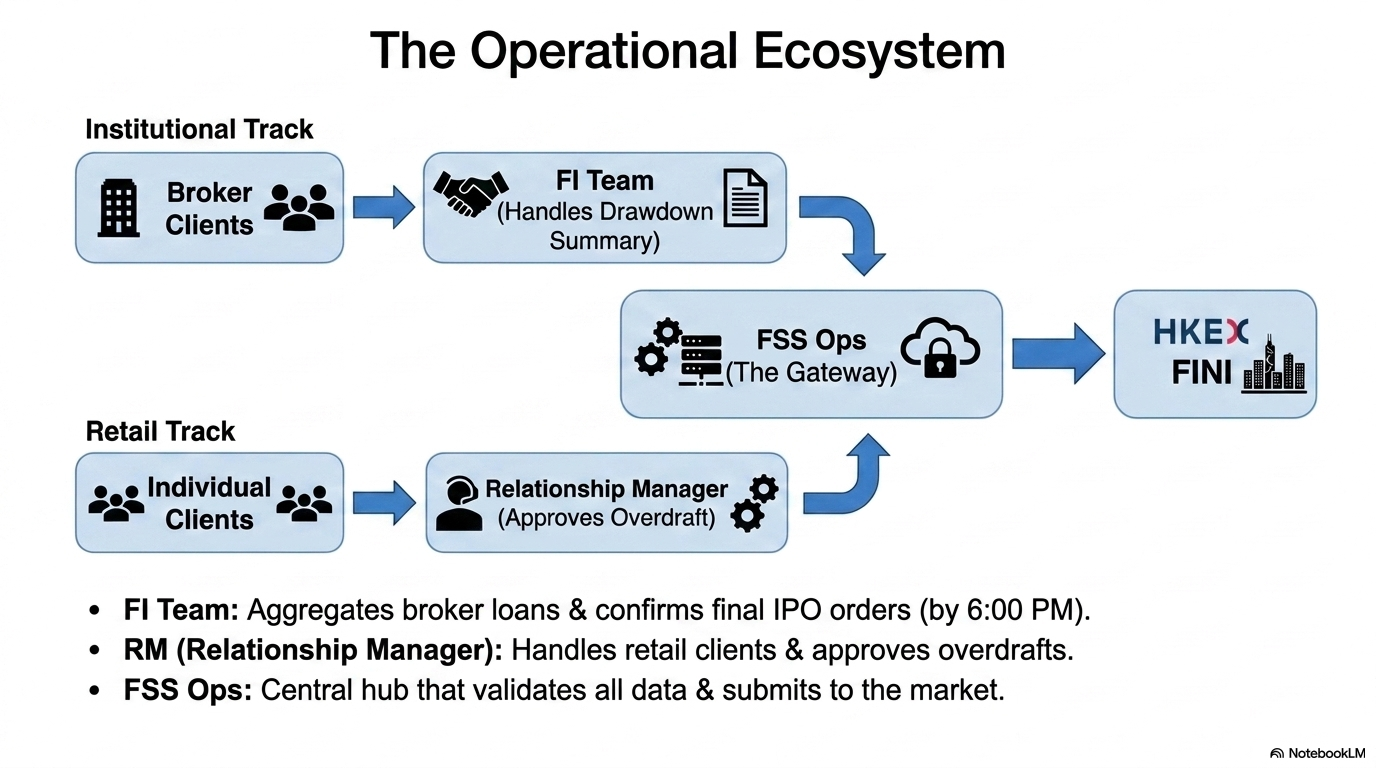 The Operational Ecosystem
Institutional Track
Broker
Clients
FI Team
(Handles Drawdown
Summary)
FSS Ops
(The Gateway)
HKEX
FINI
Retail Track
Individual
Clients
Relationship Manager
(Approves Overdraft)
• FI Team: Aggregates broker loans & confirms final IPO orders (by 6:00 PM).
• RM (Relationship Manager): Handles retail clients & approves overdrafts.
• FSS Ops: Central hub that validates all data & submits to the market.
NotebookLM